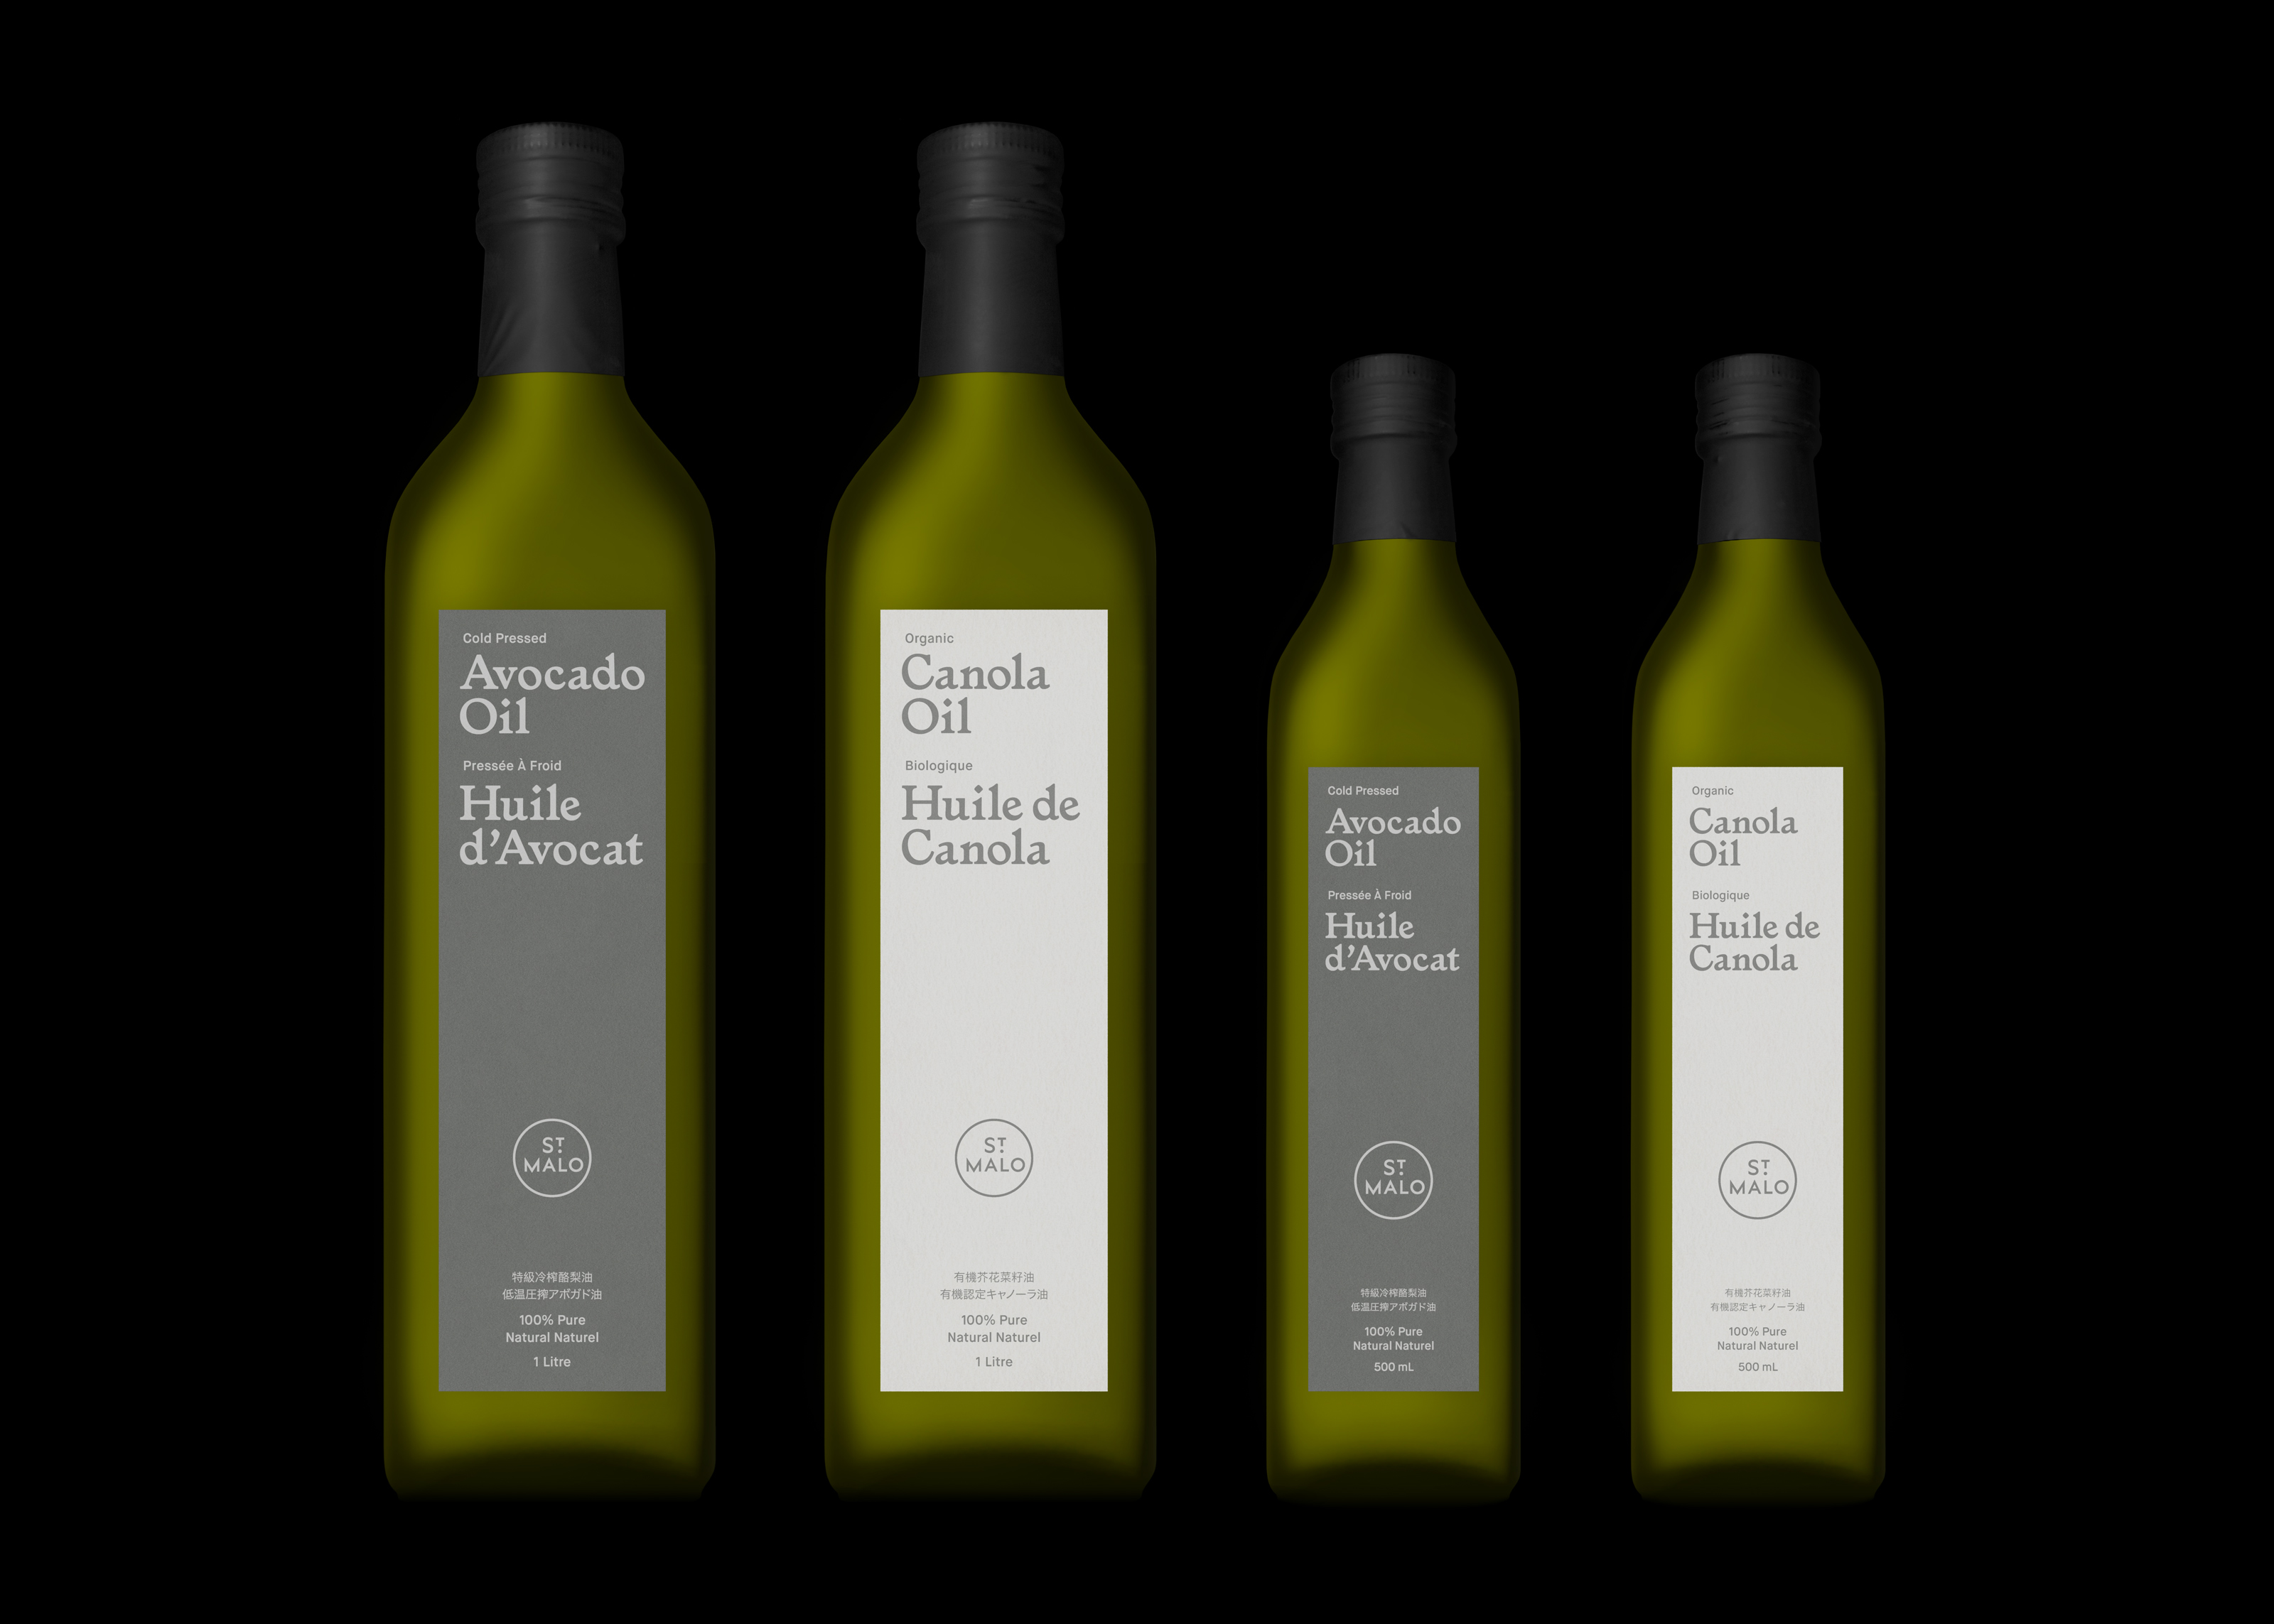 Cold Pressed
Avocado
Oil
Pressée À Froid
Huile
d’Avocat
ST
MALO
特級冷榨酪梨油
低温圧搾アボガド油
100% Pure
Natural Naturel
1 Litre
Organic
Canola
Oil
Biologique
Huile de
Canola
ST
MALO
有機芥花菜籽油
有機認定キャノーラ油
100% Pure
Natural Naturel
1 Litre
Cold Pressed
Avocado
Oil
Pressée À Froid
Huile
d’Avocat
ST
MALO
特級冷榨酪梨油
低温圧搾アボガド油
100% Pure
Natural Naturel
500 mL
Organic
Canola
Oil
Biologique
Huile de
Canola
ST
MALO
有機芥花菜籽油
有機認定キャノーラ油
100% Pure
Natural Naturel
500 mL